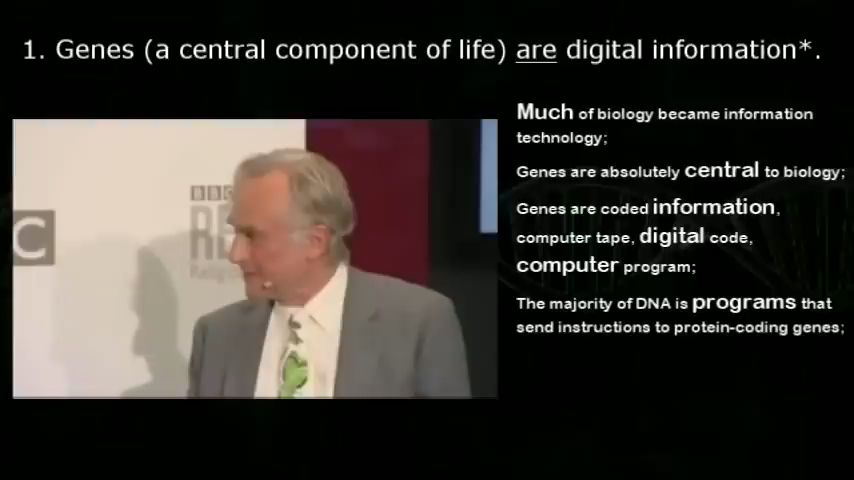 1. Genes (a central component of life) are digital information*.
Much of biology became information
technology;
Genes are absolutely central to biology;
Genes are coded information,
computer tape, digital code,
computer program;
The majority of DNA is programs that
send instructions to protein-coding genes;
BBC
RE
Religio
C